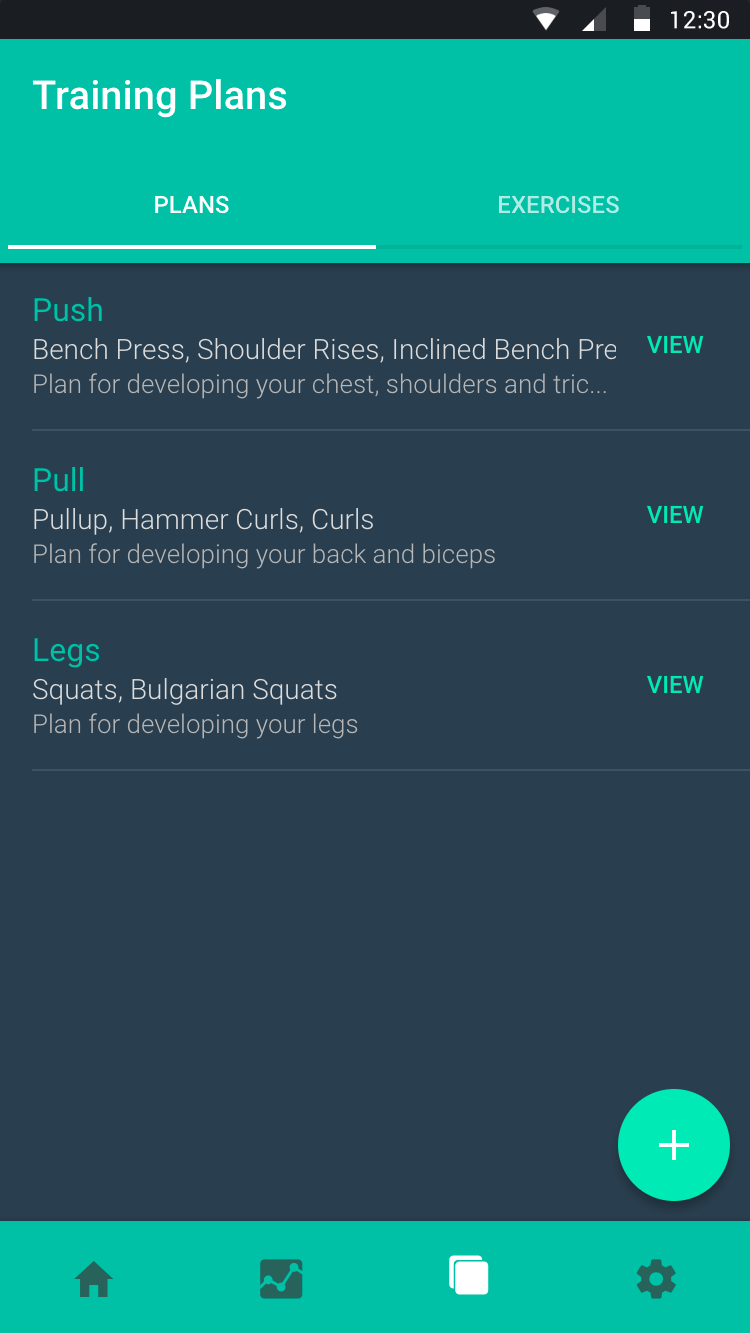 12:30
Training Plans
PLANS
EXERCISES
Push
Bench Press, Shoulder Rises, Inclined Bench Pre
Plan for developing your chest, shoulders and tric...
VIEW
Pull
Pullup, Hammer Curls, Curls
Plan for developing your back and biceps
VIEW
Legs
Squats, Bulgarian Squats
Plan for developing your legs
VIEW